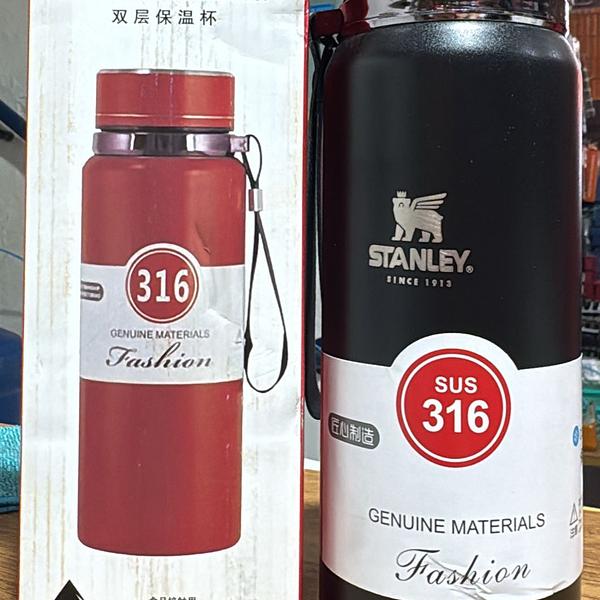 双层保温杯
316
GENUINE MATERIALS
Fashion
STANLEY®
SINCE 1913
SUS
316
匠心制造
GENUINE MATERIALS
Fashion